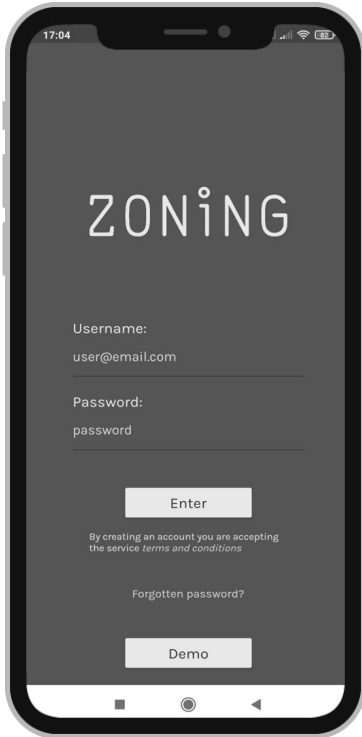 17:04
82
ZONiNG
Username:
user@email.com
Password:
password
Enter
By creating an account you are accepting
the service terms and conditions
Forgotten password?
Demo